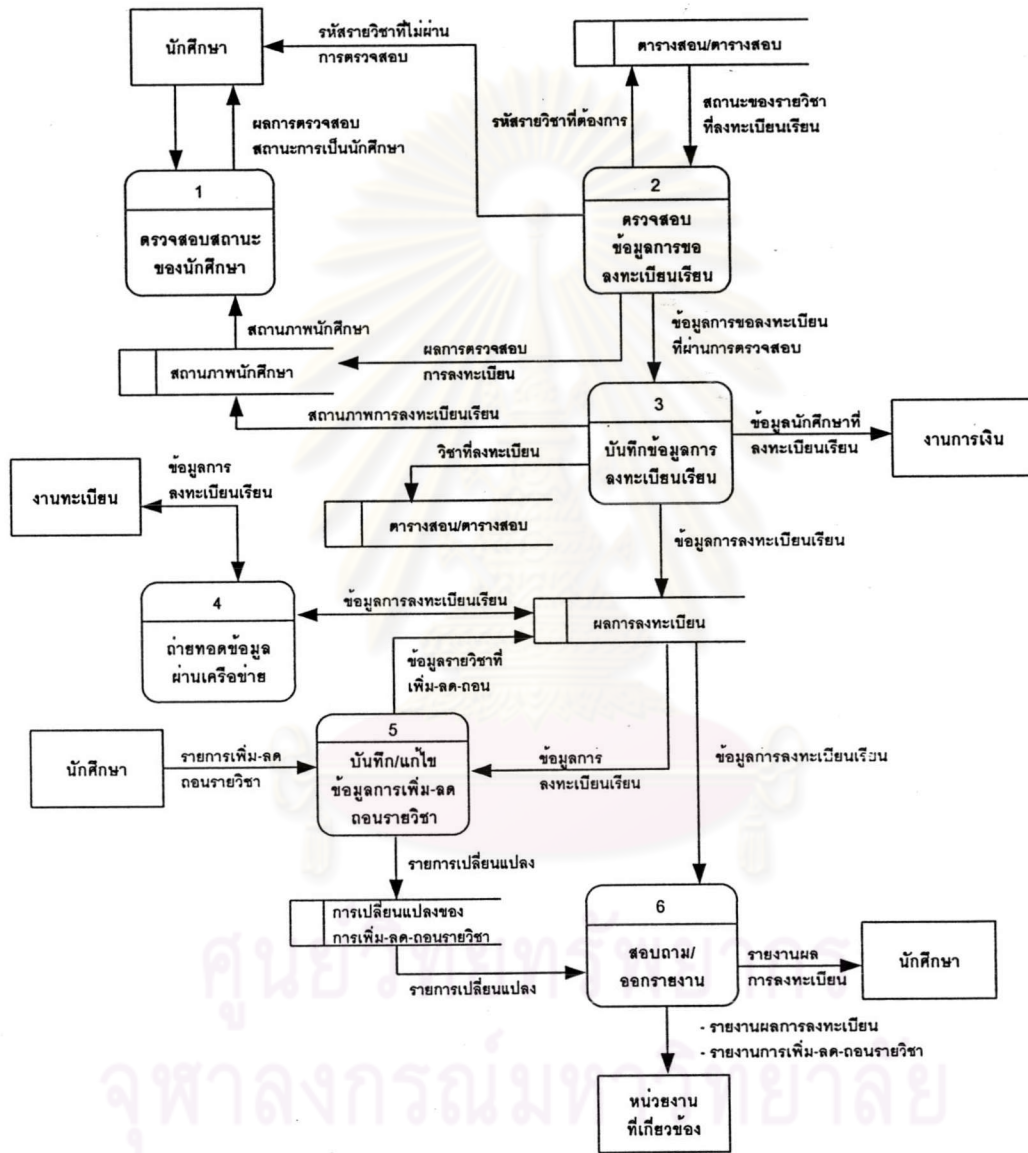 นักศึกษา
รหัสรายวิชาที่ไม่ผ่าน
การตรวจสอบ
ตารางสอน/ตารางสอบ
ผลการตรวจสอบ
สถานะการเป็นนักศึกษา
รหัสรายวิชาที่ต้องการ
สถานะของรายวิชา
ที่ลงทะเบียนเรียน
1
ตรวจสอบสถานะ
ของนักศึกษา
2
ตรวจสอบ
ข้อมูลการขอ
ลงทะเบียนเรียน
สถานภาพนักศึกษา
สถานภาพนักศึกษา
ผลการตรวจสอบ
การลงทะเบียน
ข้อมูลการขอลงทะเบียน
ที่ผ่านการตรวจสอบ
สถานภาพการลงทะเบียนเรียน
3
บันทึกข้อมูลการ
ลงทะเบียนเรียน
ข้อมูลนักศึกษาที่
ลงทะเบียนเรียน
งานการเงิน
วิชาที่ลงทะเบียน
ตารางสอน/ตารางสอบ
งานทะเบียน
ข้อมูลการ
ลงทะเบียนเรียน
ข้อมูลการลงทะเบียนเรียน
4
ถ่ายทอดข้อมูล
ผ่านเครือข่าย
ข้อมูลการลงทะเบียนเรียน
ผลการลงทะเบียน
ข้อมูลรายวิชาที่
เพิ่ม-ลด-ถอน
นักศึกษา
รายการเพิ่ม-ลด
ถอนรายวิชา
5
บันทึก/แก้ไข
ข้อมูลการเพิ่ม-ลด
ถอนรายวิชา
ข้อมูลการ
ลงทะเบียนเรียน
ข้อมูลการลงทะเบียนเรียน
รายการเปลี่ยนแปลง
การเปลี่ยนแปลงของ
การเพิ่ม-ลด-ถอนรายวิชา
รายการเปลี่ยนแปลง
6
สอบถาม/
ออกรายงาน
รายงานผล
การลงทะเบียน
นักศึกษา
- รายงานผลการลงทะเบียน
- รายงานการเพิ่ม-ลด-ถอนรายวิชา
หน่วยงาน
ที่เกี่ยวข้อง
ศูนย์วิทยทรัพยากร
จุฬาลงกรณ์มหาวิทยาลัย